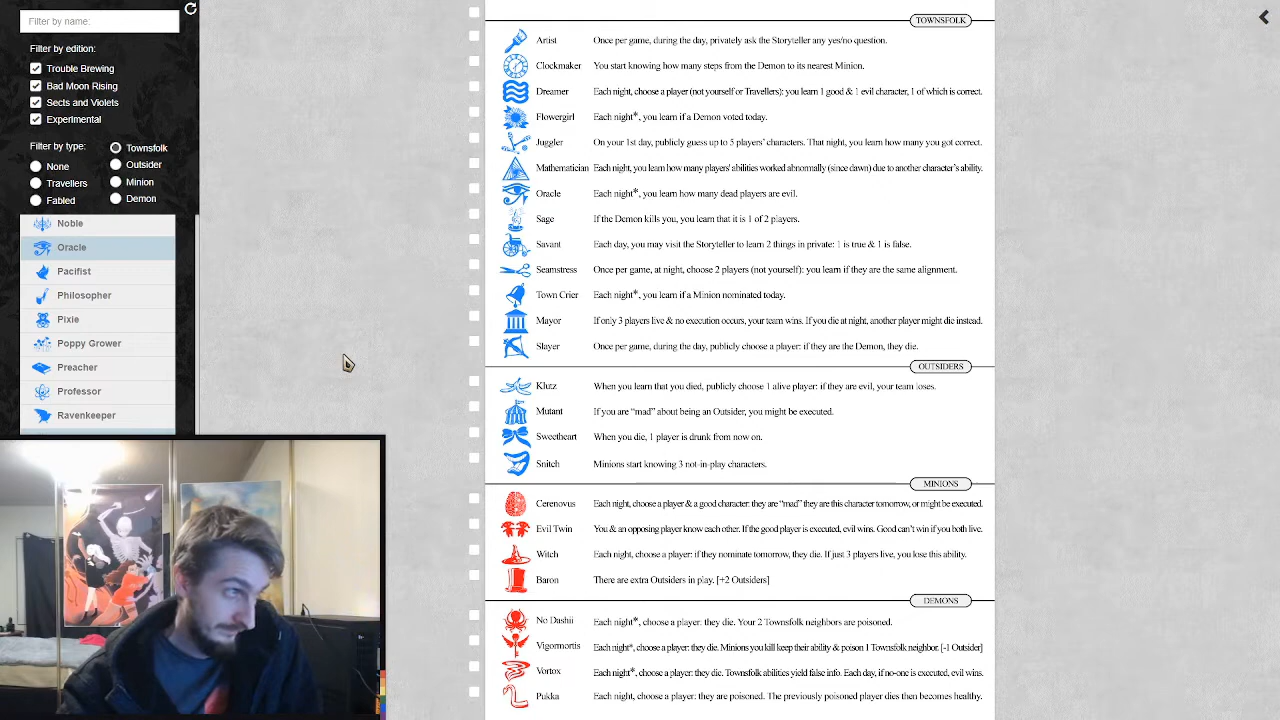 Filter by name:
Filter by edition:
Trouble Brewing
Bad Moon Rising
Sects and Violets
Experimental
Filter by type:
Townsfolk
None
Outsider
Travellers
Minion
Fabled
Demon
Noble
Oracle
Pacifist
Philosopher
Pixie
Poppy Grower
Preacher
Professor
Ravenkeeper
TOWNSFOLK
Artist Once per game, during the day, privately ask the Storyteller any yes/no question.
Clockmaker You start knowing how many steps from the Demon to its nearest Minion.
Dreamer Each night, choose a player (not yourself or Travellers): you learn 1 good & 1 evil character, 1 of which is correct.
Flowergirl Each night*, you learn if a Demon voted today.
Juggler On your 1st day, publicly guess up to 5 players' characters. That night, you learn how many you got correct.
Mathematician Each night, you learn how many players' abilities worked abnormally (since dawn) due to another character's ability.
Oracle Each night*, you learn how many dead players are evil.
Sage If the Demon kills you, you learn that it is 1 of 2 players.
Savant Each day, you may visit the Storyteller to learn 2 things in private: 1 is true & 1 is false.
Seamstress Once per game, at night, choose 2 players (not yourself): you learn if they are the same alignment.
Town Crier Each night*, you learn if a Minion nominated today.
Mayor If only 3 players live & no execution occurs, your team wins. If you die at night, another player might die instead.
Slayer Once per game, during the day, publicly choose a player: if they are the Demon, they die.
OUTSIDERS
Klutz When you learn that you died, publicly choose 1 alive player: if they are evil, your team loses.
Mutant If you are “mad” about being an Outsider, you might be executed.
Sweetheart When you die, 1 player is drunk from now on.
Snitch Minions start knowing 3 not-in-play characters.
MINIONS
Cerenovus Each night, choose a player & a good character: they are “mad” they are this character tomorrow, or might be executed.
Evil Twin You & an opposing player know each other. If the good player is executed, evil wins. Good can't win if you both live.
Witch Each night, choose a player: if they nominate tomorrow, they die. If just 3 players live, you lose this ability.
Baron There are extra Outsiders in play. [+2 Outsiders]
DEMONS
No Dashii Each night*, choose a player: they die. Your 2 Townsfolk neighbors are poisoned.
Vigormortis Each night*, choose a player: they die. Minions you kill keep their ability & poison 1 Townsfolk neighbor. [-1 Outsider]
Vortox Each night*, choose a player: they die. Townsfolk abilities yield false info. Each day, if no-one is executed, evil wins.
Pukka Each night, choose a player: they are poisoned. The previously poisoned player dies then becomes healthy.